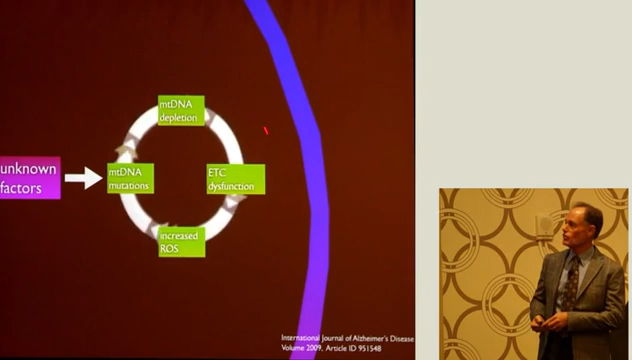 mtDNA
depletion
unknown
factors
mtDNA
mutations
ETC
dysfunction
increased
ROS
International Journal of Alzheimer's Disease
Volume 2009, Article ID 951548